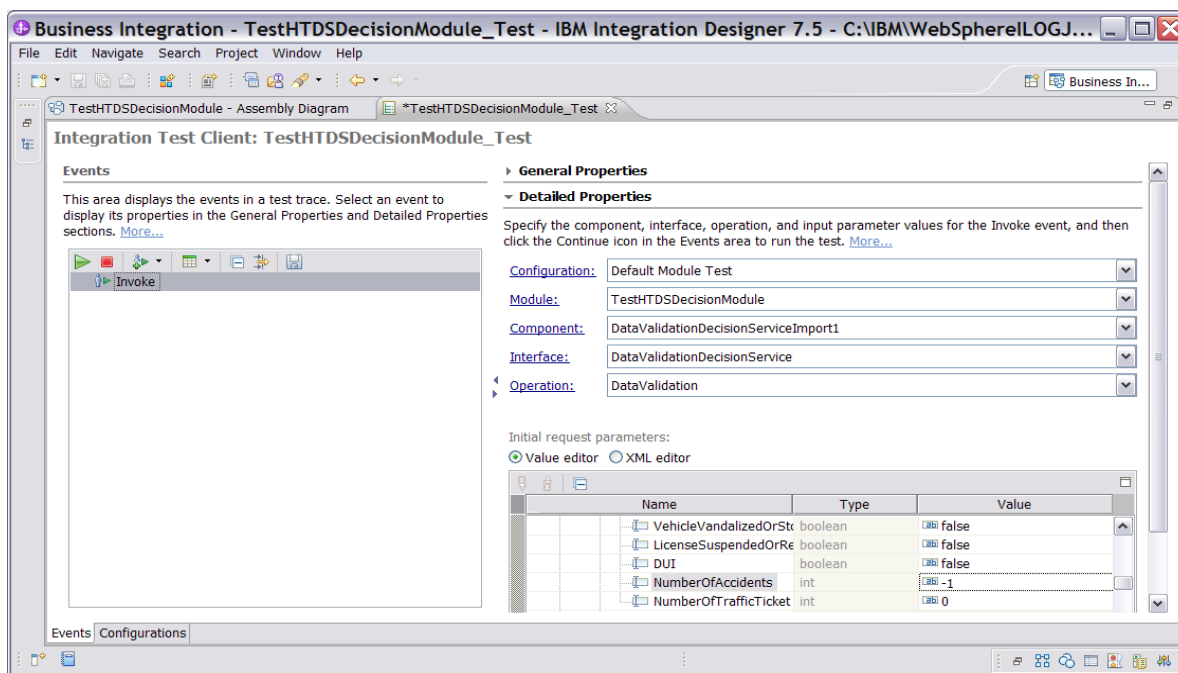 Business Integration - TestHTDSDecisionModule_Test - IBM Integration Designer 7.5 - C:\IBM\WebSphereILOGJ...
File Edit Navigate Search Project Window Help
Business In...
TestHTDSDecisionModule - Assembly Diagram
*TestHTDSDecisionModule_Test
Integration Test Client: TestHTDSDecisionModule_Test
Events
This area displays the events in a test trace. Select an event to
display its properties in the General Properties and Detailed Properties
sections. More...
Invoke
General Properties
Detailed Properties
Specify the component, interface, operation, and input parameter values for the Invoke event, and then
click the Continue icon in the Events area to run the test. More...
Configuration: Default Module Test
Module: TestHTDSDecisionModule
Component: DataValidationDecisionServiceImport1
Interface: DataValidationDecisionService
Operation: DataValidation
Initial request parameters:
Value editor XML editor
Name Type Value
VehicleVandalizedOrSto boolean false
LicenseSuspendedOrRe boolean false
DUI boolean false
NumberOfAccidents int -1
NumberOfTrafficTicket int 0
Events Configurations